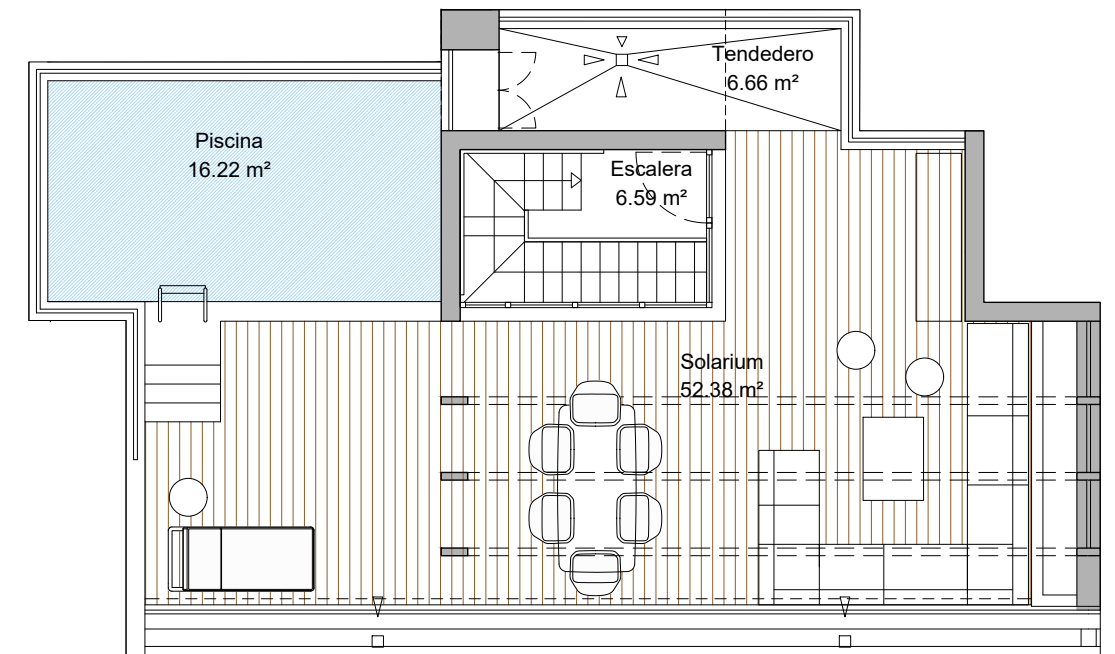 Tendedero
6.66 m²
Piscina
16.22 m²
Escalera
6.59 m²
Solarium
52.38 m²